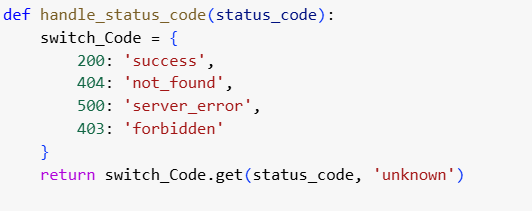 def handle_status_code(status_code):
    switch_Code = {
        200: 'success',
        404: 'not_found',
        500: 'server_error',
        403: 'forbidden'
    }
    return switch_Code.get(status_code, 'unknown')